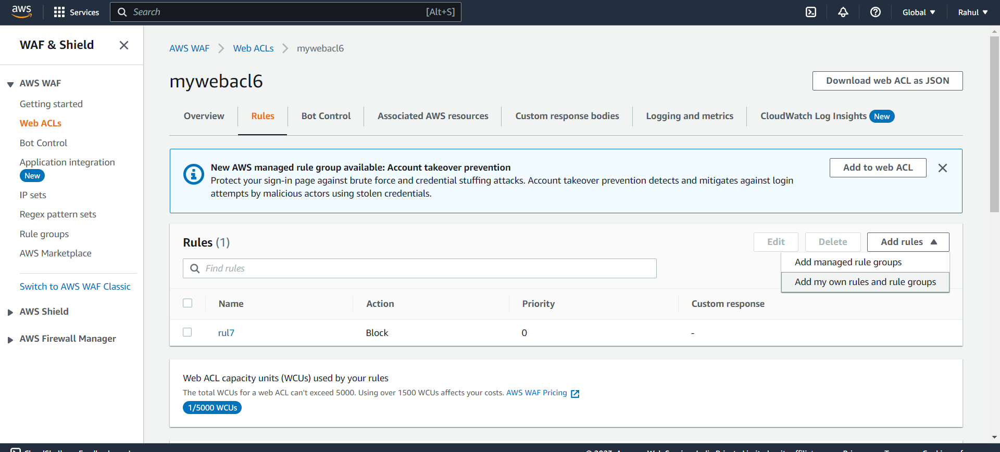 aws
Services
Search
[Alt+S]
Global
Rahul
WAF & Shield
AWS WAF
Getting started
Web ACLs
Bot Control
Application integration
New
IP sets
Regex pattern sets
Rule groups
AWS Marketplace
Switch to AWS WAF Classic
AWS Shield
AWS Firewall Manager
AWS WAF > Web ACLs > mywebacl6
mywebacl6
Download web ACL as JSON
Overview
Rules
Bot Control
Associated AWS resources
Custom response bodies
Logging and metrics
CloudWatch Log Insights New
New AWS managed rule group available: Account takeover prevention
Protect your sign-in page against brute force and credential stuffing attacks. Account takeover prevention detects and mitigates against login
attempts by malicious actors using stolen credentials.
Add to web ACL
Rules (1)
Edit
Delete
Add rules
Add managed rule groups
Add my own rules and rule groups
Find rules
Name
Action
Priority
Custom response
rul7
Block
0
-
Web ACL capacity units (WCUs) used by your rules
The total WCUs for a web ACL can't exceed 5000. Using over 1500 WCUs affects your costs. AWS WAF Pricing
1/5000 WCUs